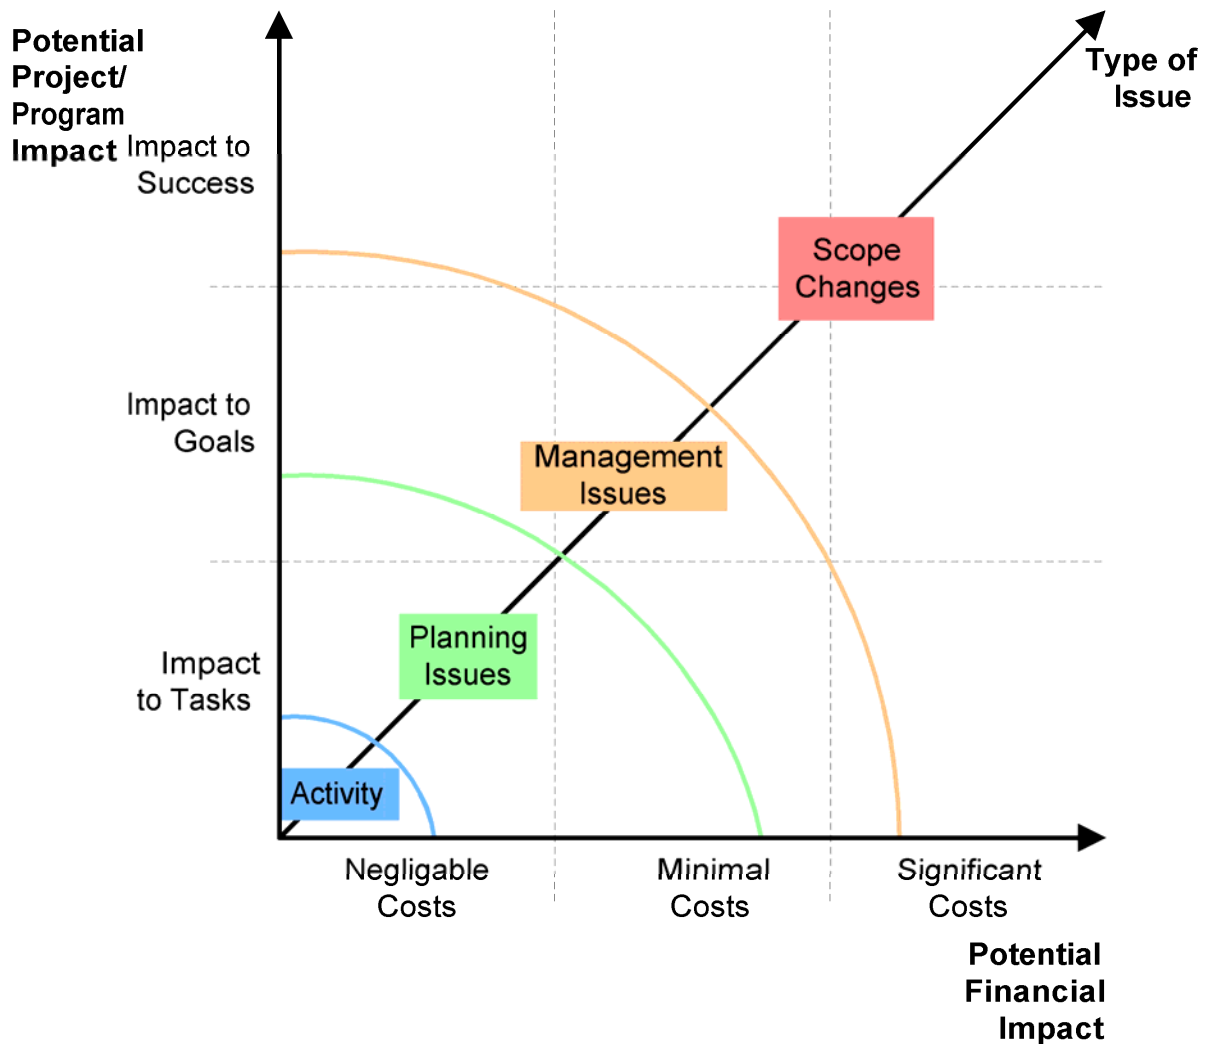 Potential
Project/
Program
Impact
Type of
Issue
Impact to
Success
Scope
Changes
Impact to
Goals
Management
Issues
Planning
Issues
Impact
to Tasks
Activity
Negligable
Costs
Minimal
Costs
Significant
Costs
Potential
Financial
Impact